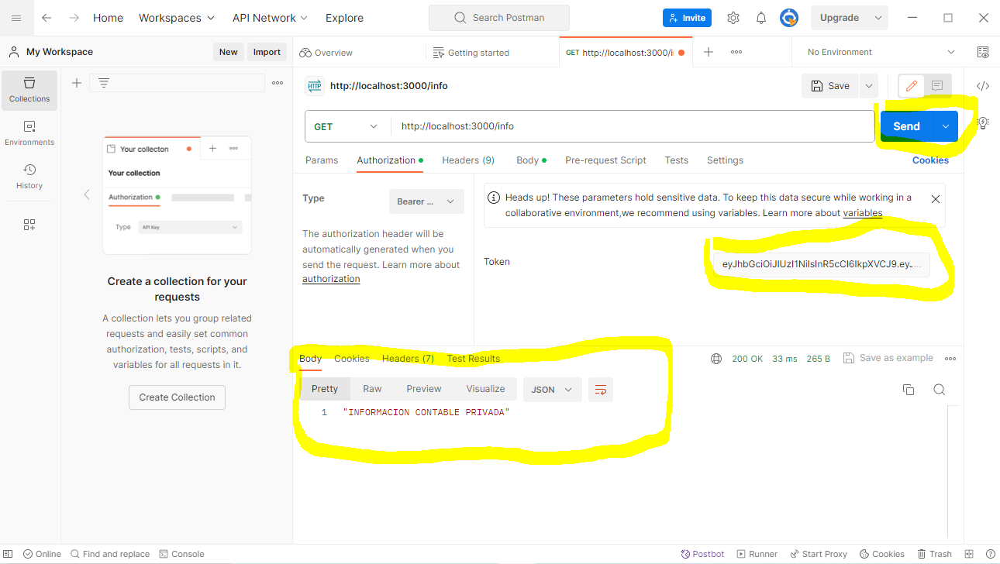 Home Workspaces API Network Explore Search Postman Invite Upgrade
My Workspace New Import Overview Getting started GET http://localhost:3000/i No Environment
Collections
Environments
History
Your collecton
Your collection
Authorization
Type API Key
Create a collection for your
requests
A collection lets you group related
requests and easily set common
authorization, tests, scripts, and
variables for all requests in it.
Create Collection
HTTP http://localhost:3000/info Save
GET http://localhost:3000/info Send
Params Authorization Headers (9) Body Pre-request Script Tests Settings Cookies
Type Bearer ...
The authorization header will be
automatically generated when you
send the request. Learn more about
authorization
Heads up! These parameters hold sensitive data. To keep this data secure while working in a
collaborative environment,we recommend using variables. Learn more about variables
Token eyJhbGciOiJIUzI1NiIsInR5cCI6IkpXVCJ9.eyJ...
Body Cookies Headers (7) Test Results 200 OK 33 ms 265 B Save as example
Pretty Raw Preview Visualize JSON
1 "INFORMACION CONTABLE PRIVADA"
Online Find and replace Console Postbot Runner Start Proxy Cookies Trash